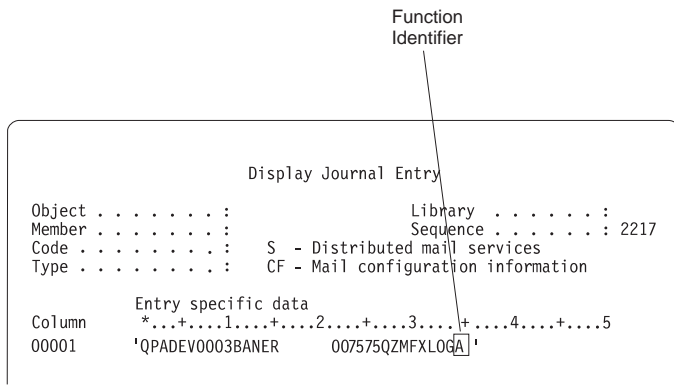 Function
Identifier
Display Journal Entry
Object . . . . . . . : Library . . . . . . :
Member . . . . . . . : Sequence . . . . . . : 2217
Code . . . . . . . . : S - Distributed mail services
Type . . . . . . . . : CF - Mail configuration information
Entry specific data
Column *...+....1....+....2....+....3....+....4....+....5
00001 'QPADEV0003BANER 007575QZMFXLOGA '